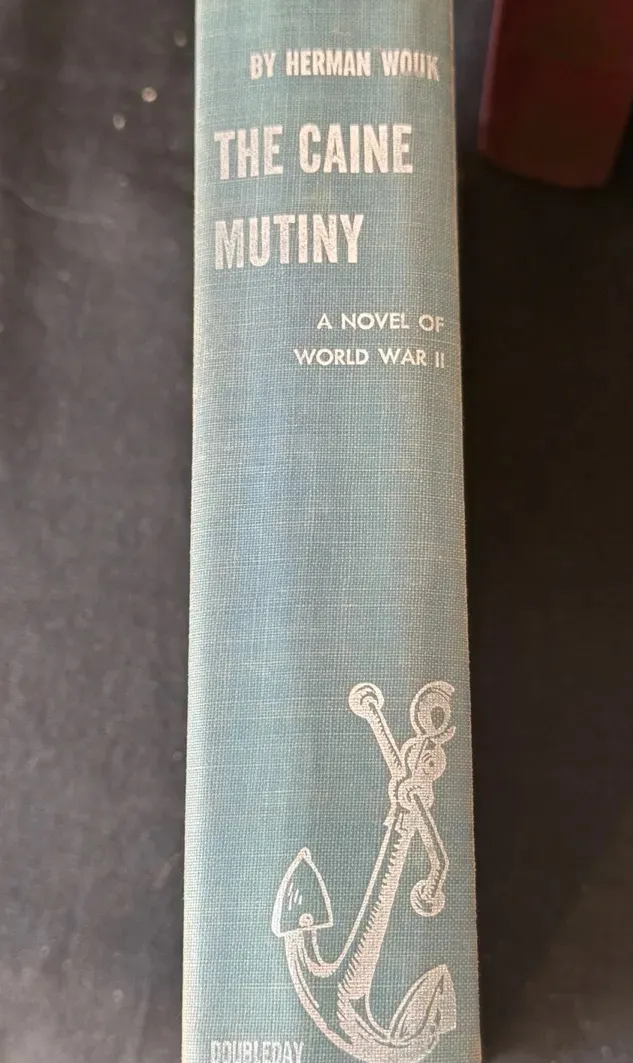 BY HERMAN WOUK
THE CAINE
MUTINY
A NOVEL OF
WORLD WAR II
DOUBLEDAY